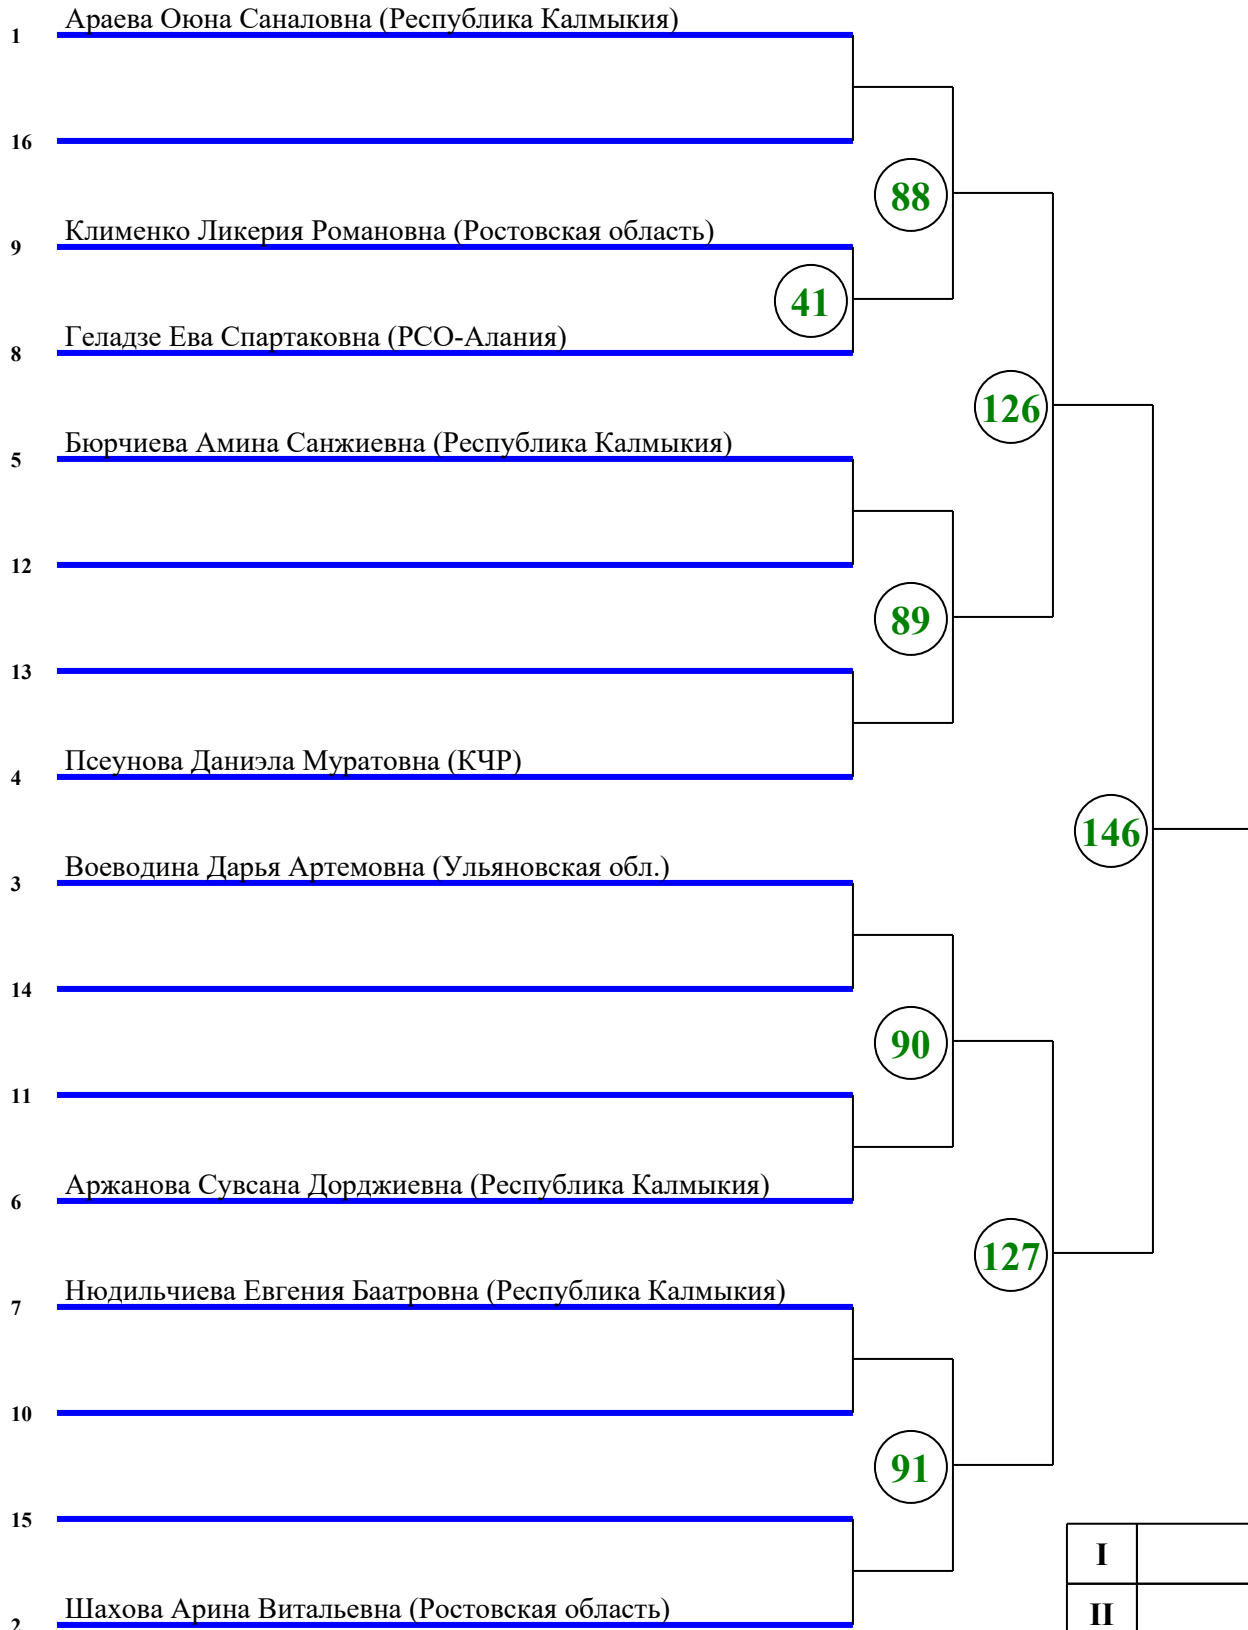 Араева Оюна Саналовна (Республика Калмыкия)
1
16
88
Клименко Ликерия Романовна (Ростовская область)
9
41
Геладзе Ева Спартаковна (РСО-Алания)
8
126
Бюрчиева Амина Санжиевна (Республика Калмыкия)
5
12
89
13
Псеунова Даниэла Муратовна (КЧР)
4
146
Воеводина Дарья Артемовна (Ульяновская обл.)
3
14
90
11
Аржанова Сувсана Дорджиевна (Республика Калмыкия)
6
127
Нюдильчиева Евгения Баатровна (Республика Калмыкия)
7
10
91
15
I
Шахова Арина Витальевна (Ростовская область)
2
II